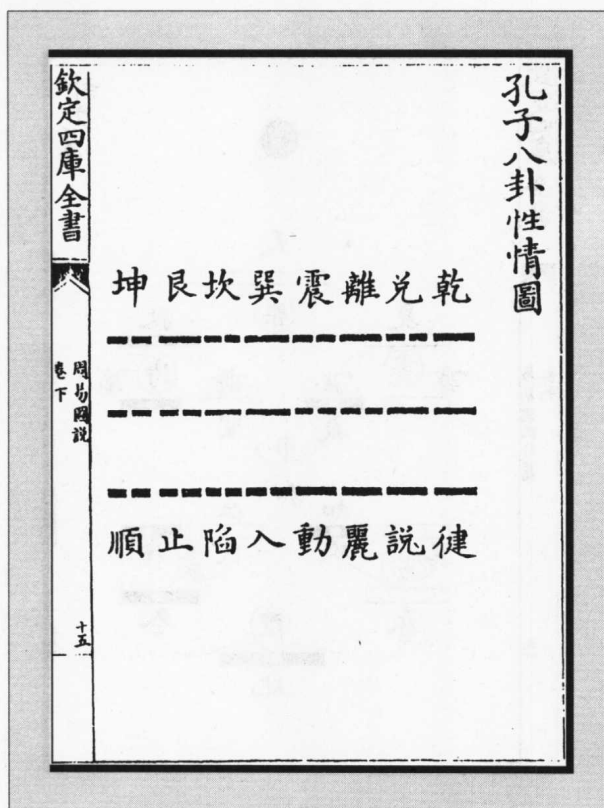 孔子八卦性情圖
乾兌離震巽坎艮坤
健說麗動入陷止順
欽定四庫全書
周易圖說
卷下
十五